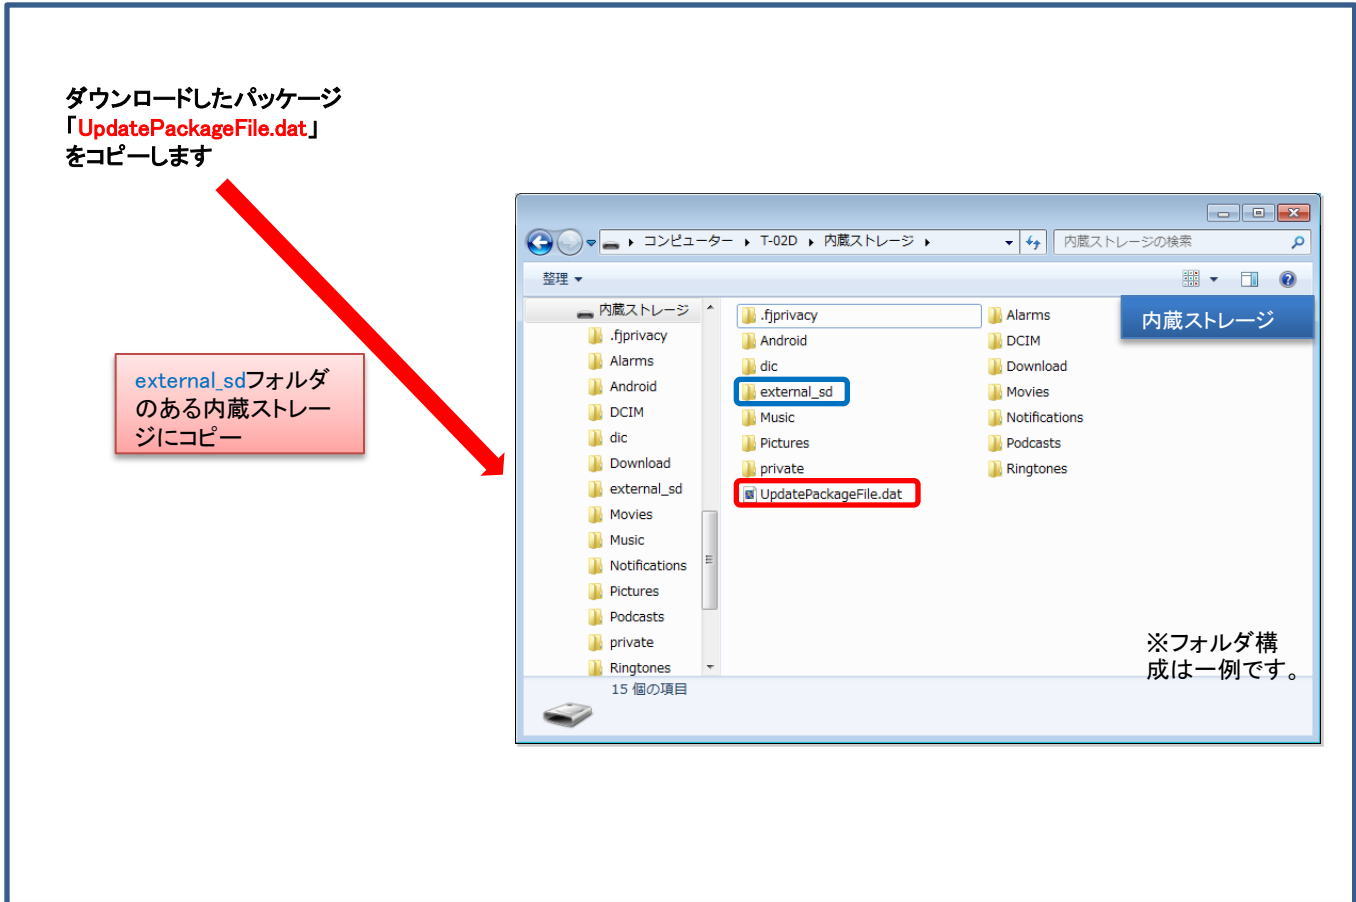 ダウンロードしたパッケージ
「UpdatePackageFile.dat」
をコピーします
external_sdフォルダ
のある内蔵ストレー
ジにコピー
コンピューター ▸ T-02D ▸ 内蔵ストレージ ▸
内蔵ストレージの検索
整理
内蔵ストレージ
.fjprivacy
Alarms
Android
DCIM
dic
Download
external_sd
Movies
Music
Notifications
Pictures
Podcasts
private
Ringtones
.fjprivacy
Android
dic
external_sd
Music
Pictures
private
UpdatePackageFile.dat
Alarms
DCIM
Download
Movies
Notifications
Podcasts
Ringtones
内蔵ストレージ
※フォルダ構
成は一例です。
15 個の項目